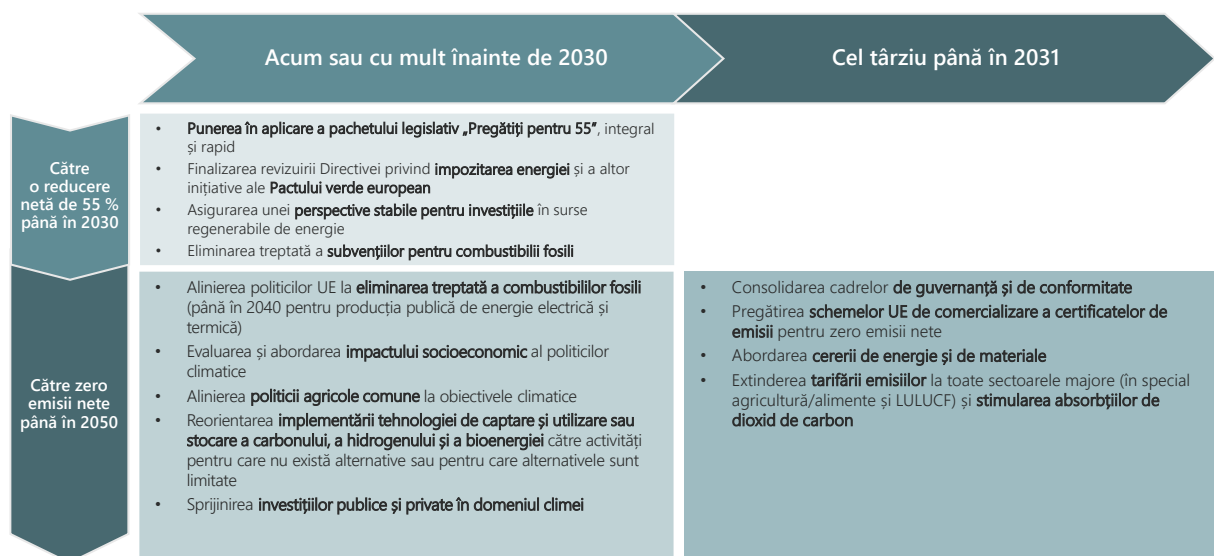 Acum sau cu mult înainte de 2030
Cel târziu până în 2031
Către
o reducere
netă de 55 %
până în 2030
• Punerea în aplicare a pachetului legislativ „Pregătiți pentru 55”, integral
și rapid
• Finalizarea revizuirii Directivei privind impozitarea energiei și a altor
inițiative ale Pactului verde european
• Asigurarea unei perspective stabile pentru investițiile în surse
regenerabile de energie
• Eliminarea treptată a subvențiilor pentru combustibilii fosili
Către zero
emisii nete
până în 2050
• Alinierea politicilor UE la eliminarea treptată a combustibililor fosili
(până în 2040 pentru producția publică de energie electrică și
termică)
• Evaluarea și abordarea impactului socioeconomic al politicilor
climatice
• Alinierea politicii agricole comune la obiectivele climatice
• Reorientarea implementării tehnologiei de captare și utilizare sau
stocare a carbonului, a hidrogenului și a bioenergiei către activități
pentru care nu există alternative sau pentru care alternativele sunt
limitate
• Sprijinirea investițiilor publice și private în domeniul climei
• Consolidarea cadrelor de guvernanță și de conformitate
• Pregătirea schemelor UE de comercializare a certificatelor de
emisii pentru zero emisii nete
• Abordarea cererii de energie și de materiale
• Extinderea tarifării emisiilor la toate sectoarele majore (în special
agricultură/alimente și LULUCF) și stimularea absorbțiilor de
dioxid de carbon